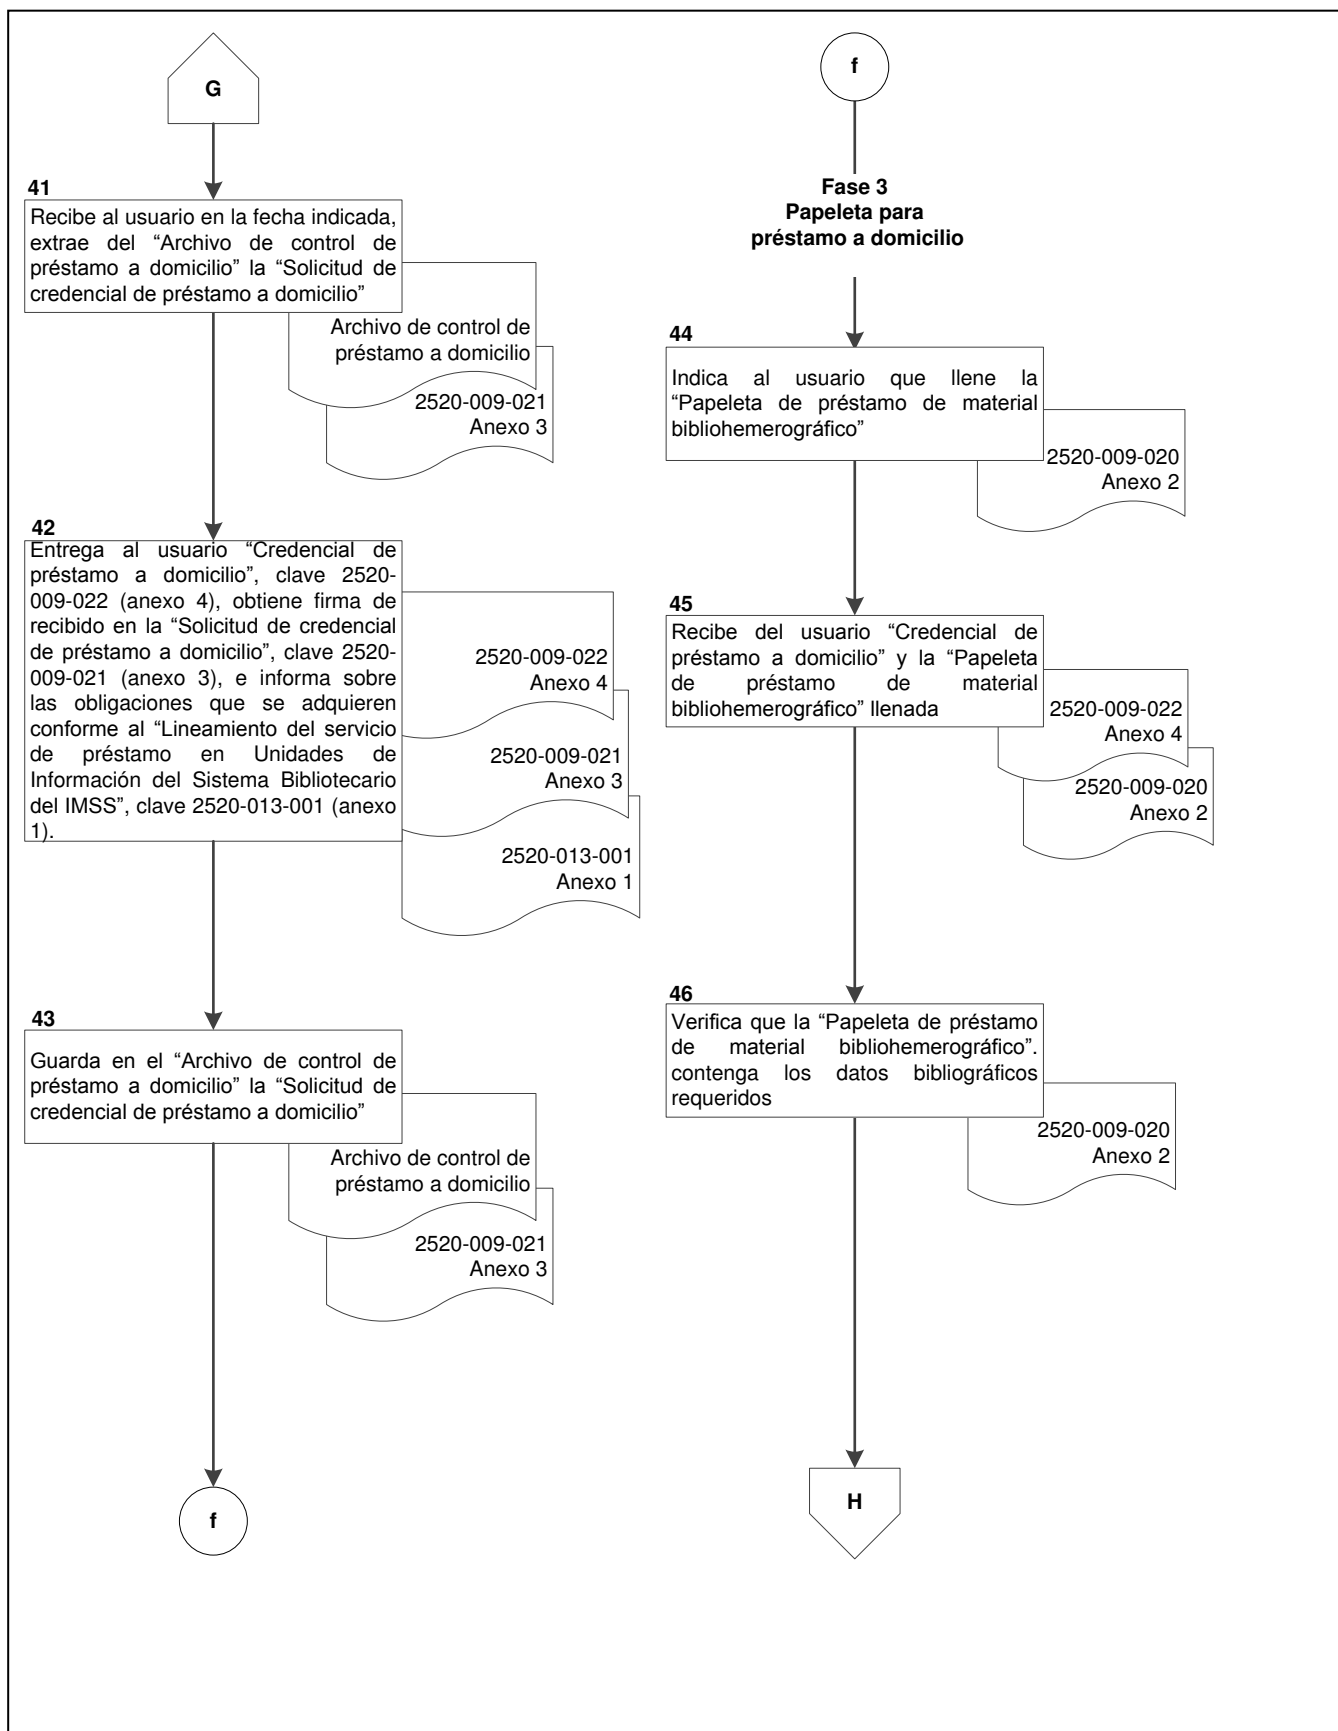 G
41
Recibe al usuario en la fecha indicada,
extrae del “Archivo de control de
préstamo a domicilio” la “Solicitud de
credencial de préstamo a domicilio”
Archivo de control de
préstamo a domicilio
2520-009-021
Anexo 3
42
Entrega al usuario “Credencial de
préstamo a domicilio”, clave 2520-
009-022 (anexo 4), obtiene firma de
recibido en la “Solicitud de credencial
de préstamo a domicilio”, clave 2520-
009-021 (anexo 3), e informa sobre
las obligaciones que se adquieren
conforme al “Lineamiento del servicio
de préstamo en Unidades de
Información del Sistema Bibliotecario
del IMSS”, clave 2520-013-001 (anexo
1).
2520-009-022
Anexo 4
2520-009-021
Anexo 3
2520-013-001
Anexo 1
43
Guarda en el “Archivo de control de
préstamo a domicilio” la “Solicitud de
credencial de préstamo a domicilio”
Archivo de control de
préstamo a domicilio
2520-009-021
Anexo 3
f
f
Fase 3
Papeleta para
préstamo a domicilio
44
Indica al usuario que llene la
“Papeleta de préstamo de material
bibliohemerográfico”
2520-009-020
Anexo 2
45
Recibe del usuario “Credencial de
préstamo a domicilio” y la “Papeleta
de préstamo de material
bibliohemerográfico” llenada
2520-009-022
Anexo 4
2520-009-020
Anexo 2
46
Verifica que la “Papeleta de préstamo
de material bibliohemerográfico”.
contenga los datos bibliográficos
requeridos
2520-009-020
Anexo 2
H